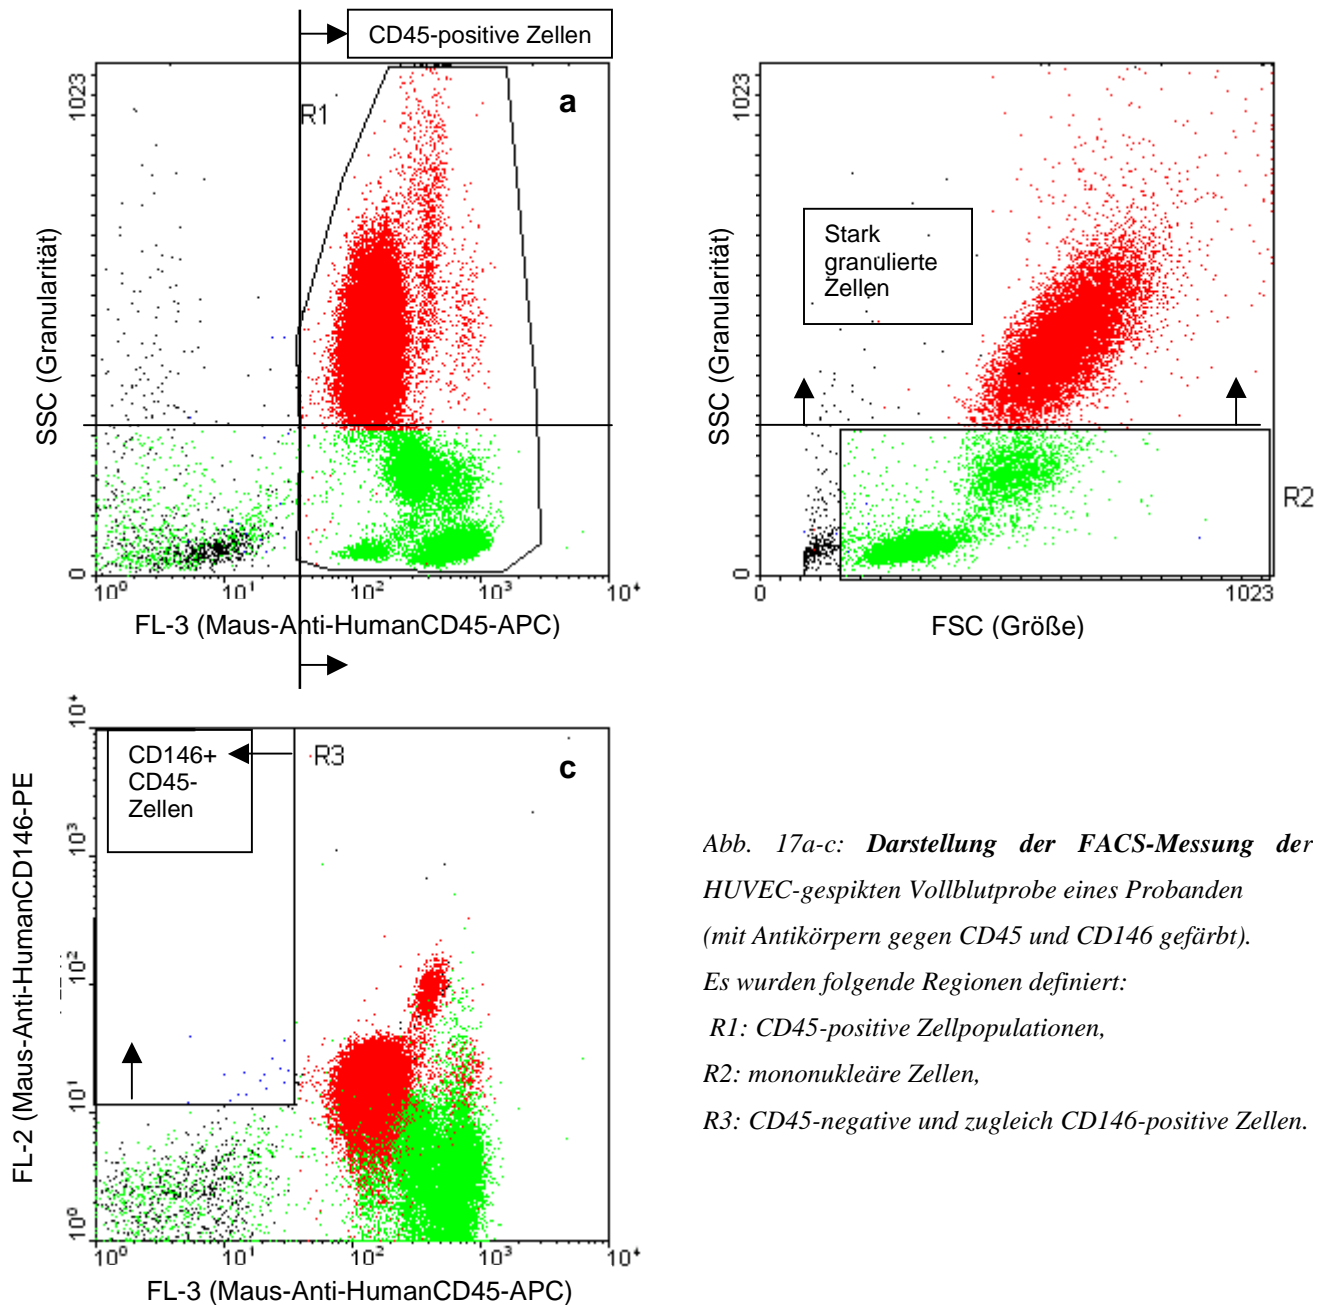 CD45-positive Zellen
1023
R1
a
SSC (Granularität)
0
10⁰ 10¹ 10² 10³ 10⁴
FL-3 (Maus-Anti-HumanCD45-APC)
1023
Stark
granulierte
Zellen
SSC (Granularität)
R2
0
0 1023
FSC (Größe)
10⁴
CD146+
CD45-
Zellen
R3
c
10³
10²
10¹
10⁰
FL-2 (Maus-Anti-HumanCD146-PE
10⁰ 10¹ 10² 10³ 10⁴
FL-3 (Maus-Anti-HumanCD45-APC)
Abb. 17a-c: Darstellung der FACS-Messung der
HUVEC-gespikten Vollblutprobe eines Probanden
(mit Antikörpern gegen CD45 und CD146 gefärbt).
Es wurden folgende Regionen definiert:
R1: CD45-positive Zellpopulationen,
R2: mononukleäre Zellen,
R3: CD45-negative und zugleich CD146-positive Zellen.